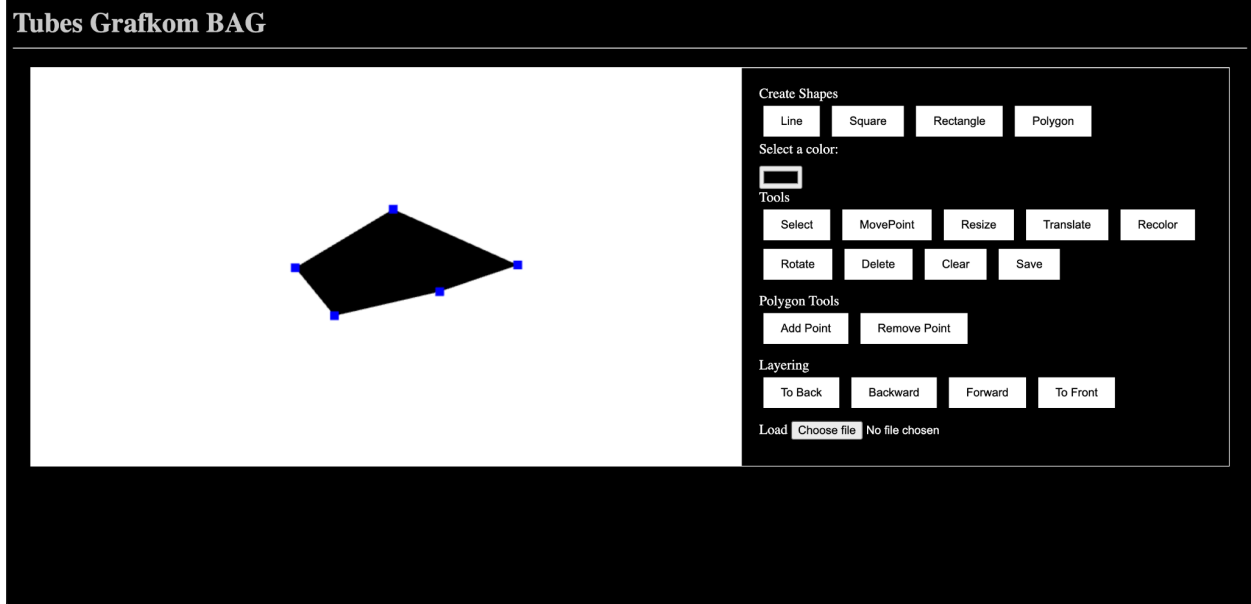 Tubes Grafkom BAG
Create Shapes
Line Square Rectangle Polygon
Select a color:
Tools
Select MovePoint Resize Translate Recolor
Rotate Delete Clear Save
Polygon Tools
Add Point Remove Point
Layering
To Back Backward Forward To Front
Load Choose file No file chosen